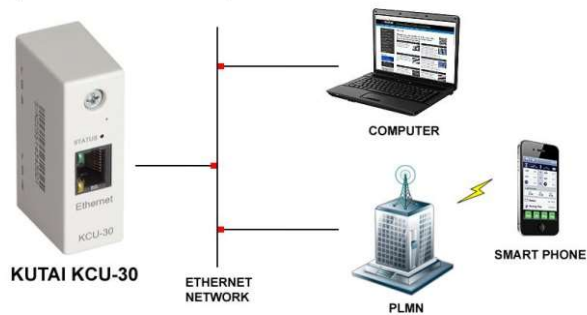 STATUS
Ethernet
KCU-30
KUTAI KCU-30
ETHERNET
NETWORK
COMPUTER
PLMN
SMART PHONE